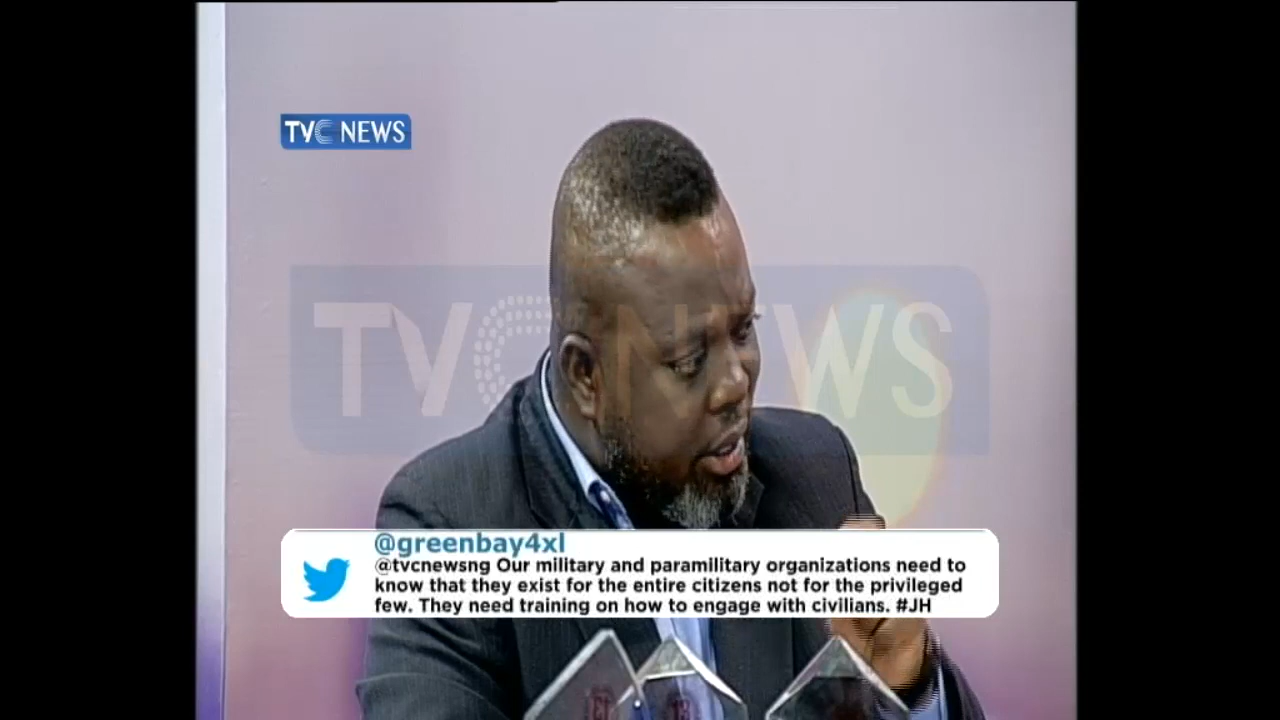 TVC NEWS
TVC NEWS
@greenbay4xl
@tvcnewsng Our military and paramilitary organizations need to
know that they exist for the entire citizens not for the privileged
few. They need training on how to engage with civilians. #JH